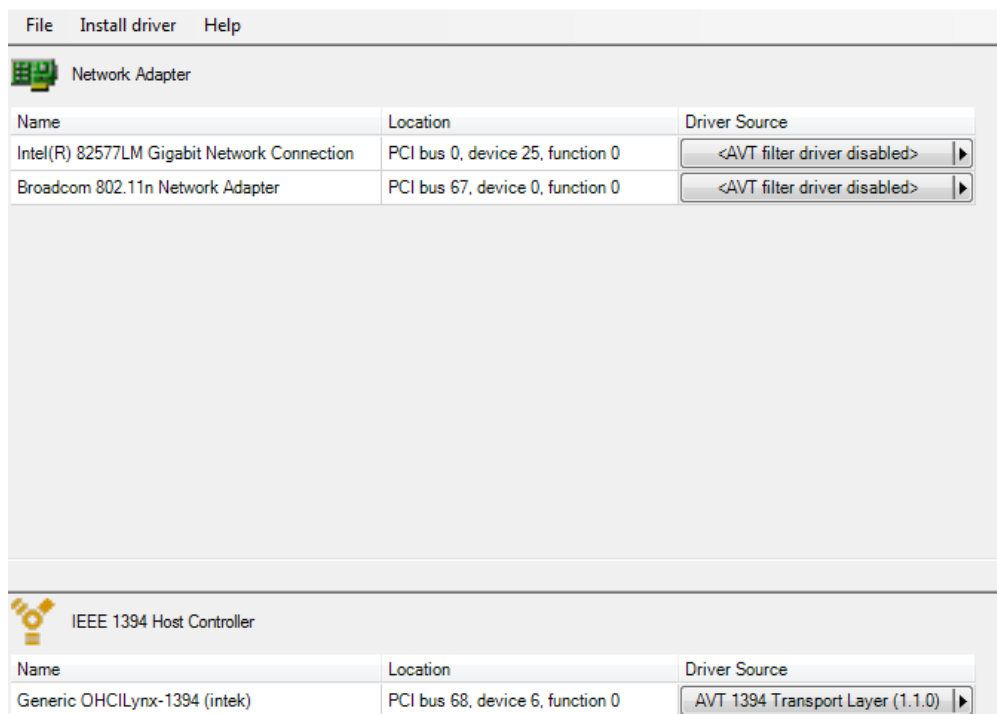 File Install driver Help
Network Adapter
Name Location Driver Source
Intel(R) 82577LM Gigabit Network Connection PCI bus 0, device 25, function 0 <AVT filter driver disabled>
Broadcom 802.11n Network Adapter PCI bus 67, device 0, function 0 <AVT filter driver disabled>
IEEE 1394 Host Controller
Name Location Driver Source
Generic OHCILynx-1394 (intek) PCI bus 68, device 6, function 0 AVT 1394 Transport Layer (1.1.0)